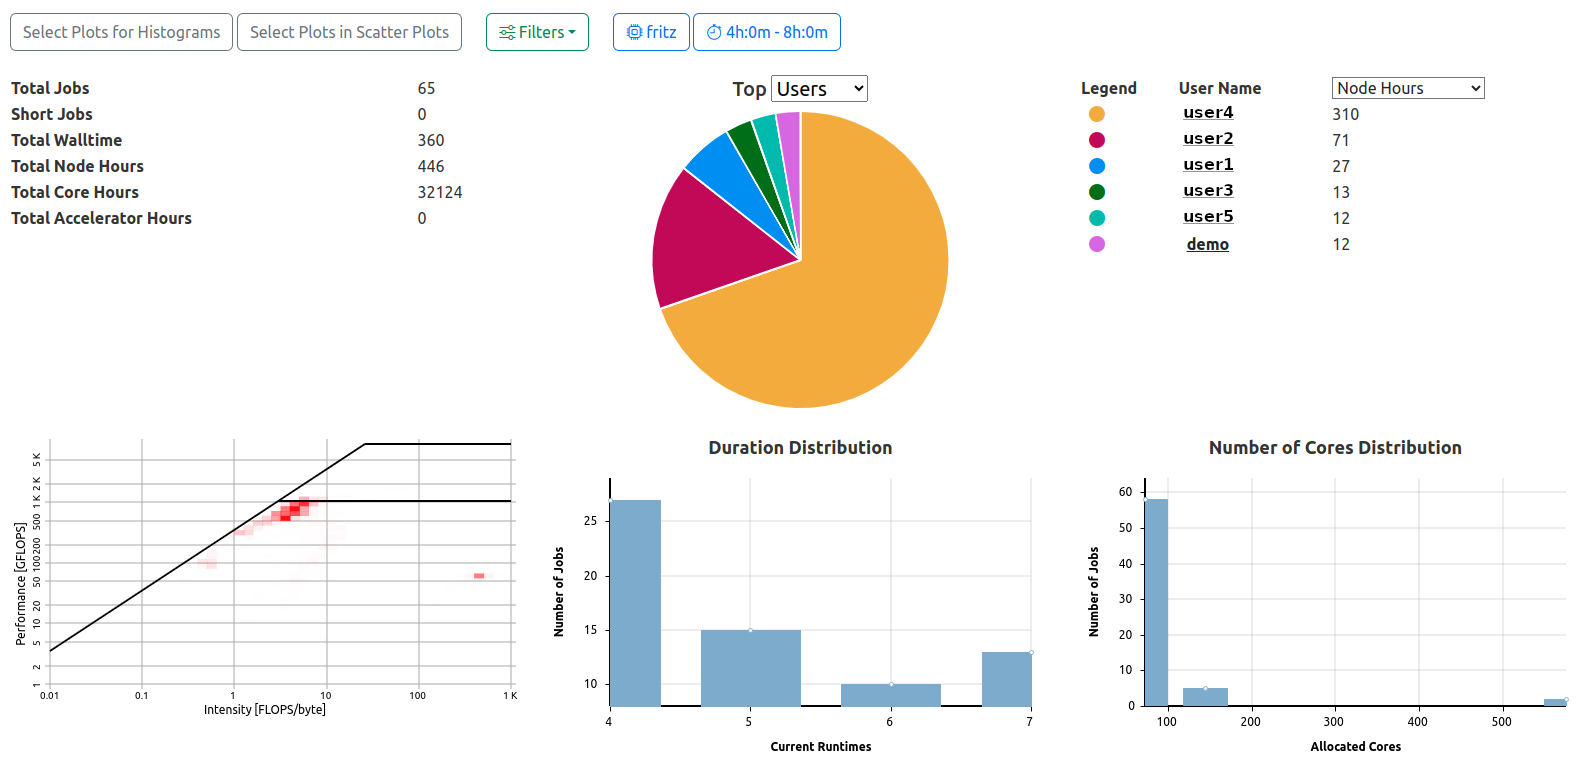 Select Plots for Histograms Select Plots in Scatter Plots Filters fritz 4h:0m - 8h:0m
Total Jobs 65
Short Jobs 0
Total Walltime 360
Total Node Hours 446
Total Core Hours 32124
Total Accelerator Hours 0
Top Users
Legend User Name Node Hours
user4 310
user2 71
user1 27
user3 13
user5 12
demo 12
Performance [GFLOPS]
5 K
2 K
1 K
500
200
100
50
20
10
5
2
1
0.01 0.1 1 10 100 1 K
Intensity [FLOPS/byte]
Duration Distribution
Number of Jobs
25
20
15
10
4 5 6 7
Current Runtimes
Number of Cores Distribution
Number of Jobs
60
50
40
30
20
10
0
100 200 300 400 500
Allocated Cores